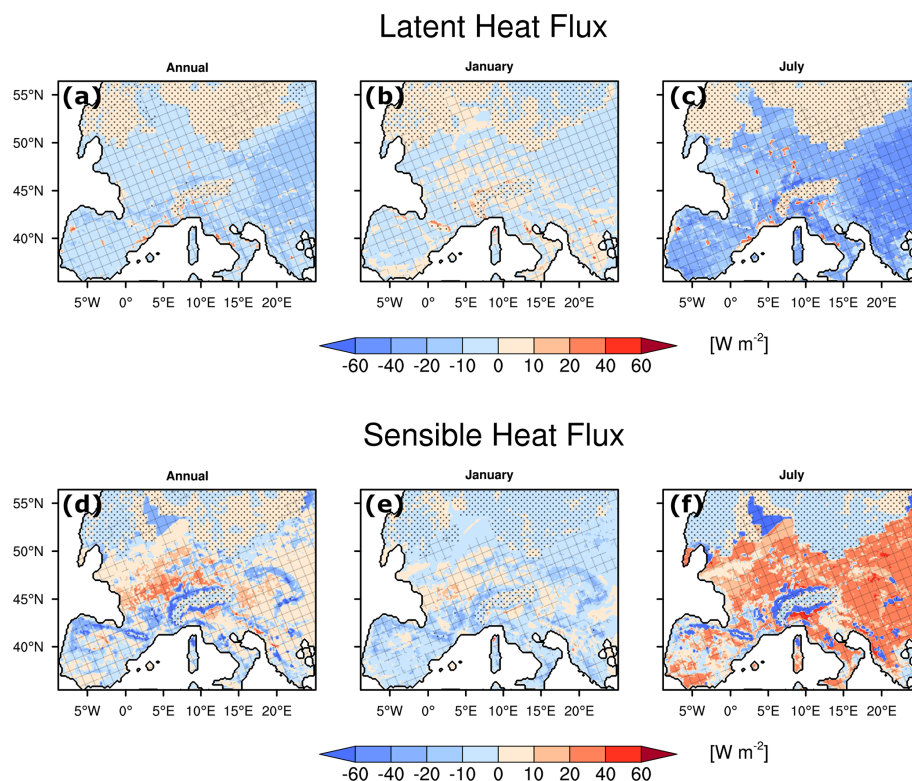 Latent Heat Flux
Annual January July
(a) (b) (c)
55°N
50°N
45°N
40°N
5°W 0° 5°E 10°E 15°E 20°E 5°W 0° 5°E 10°E 15°E 20°E 5°W 0° 5°E 10°E 15°E 20°E
-60 -40 -20 -10 0 10 20 40 60 [W m⁻²]
Sensible Heat Flux
Annual January July
(d) (e) (f)
55°N
50°N
45°N
40°N
5°W 0° 5°E 10°E 15°E 20°E 5°W 0° 5°E 10°E 15°E 20°E 5°W 0° 5°E 10°E 15°E 20°E
-60 -40 -20 -10 0 10 20 40 60 [W m⁻²]